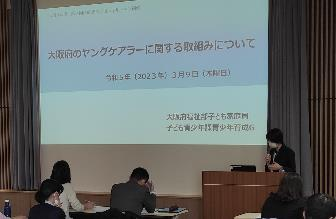 大阪府のヤングケアラーに関する取組みについて
令和5年（2023年）3月9日（木曜日）
大阪府福祉部子ども家庭局
子ども青少年課青少年育成G